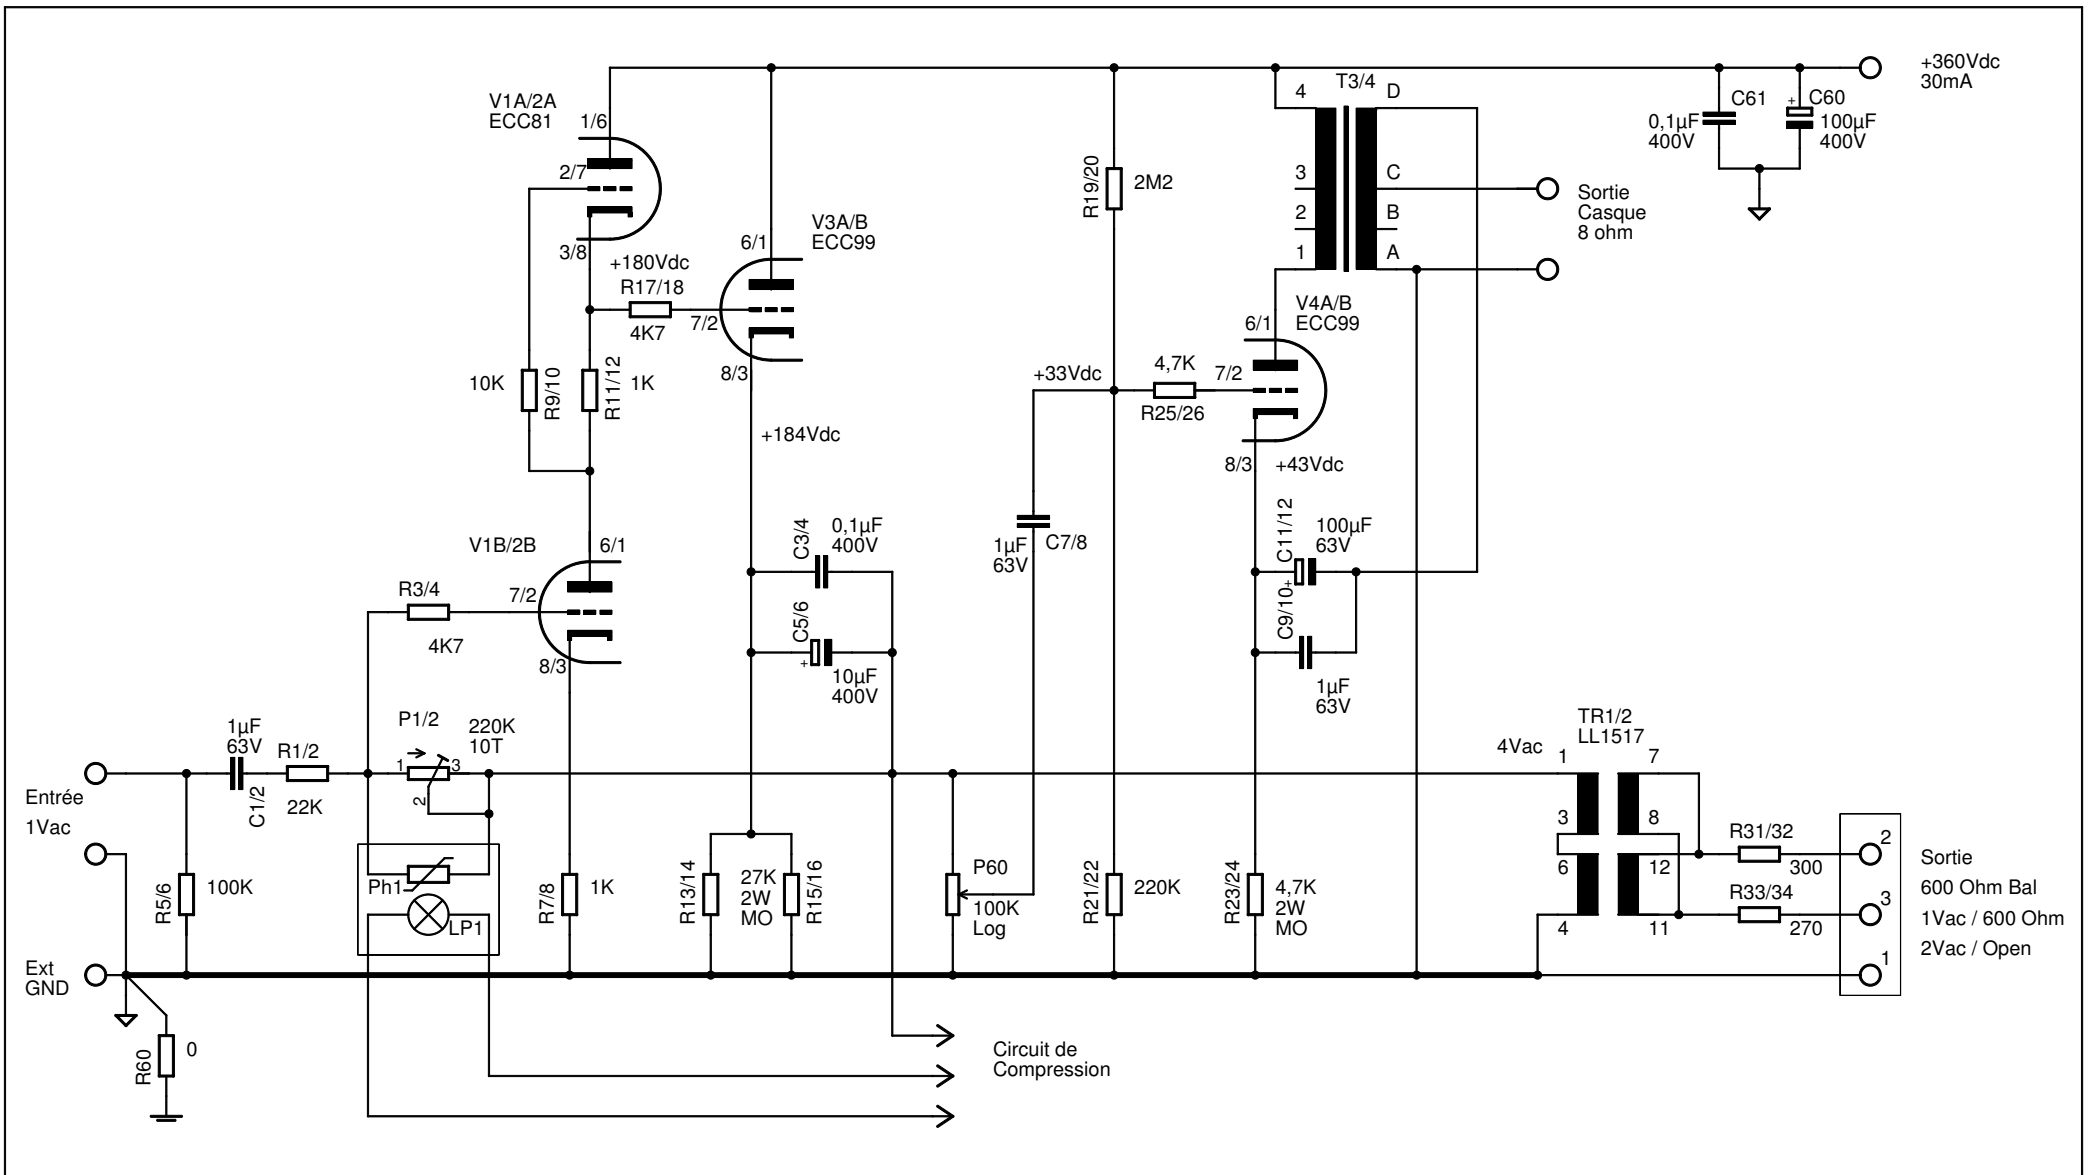 +360Vdc
30mA
T3/4
4
D
C61
0,1µF
400V
+
C60
100µF
400V
V1A/2A
ECC81
1/6
2/7
3/8
+180Vdc
R17/18
4K7
7/2
V3A/B
ECC99
6/1
8/3
R19/20
2M2
3
C
2
B
1
A
Sortie
Casque
8 ohm
V4A/B
ECC99
6/1
10K
R9/10
R11/12
1K
+33Vdc
4,7K
7/2
R25/26
8/3
+43Vdc
+184Vdc
V1B/2B
6/1
C3/4
0,1µF
400V
1µF
63V
C7/8
C11/12
100µF
63V
+
R3/4
7/2
4K7
8/3
C5/6
+
10µF
400V
C9/10
1µF
63V
P1/2
220K
10T
1
3
2
1µF
63V
C1/2
R1/2
22K
Entrée
1Vac
4Vac
TR1/2
LL1517
1
7
3
8
6
12
4
11
R31/32
300
R33/34
270
2
3
1
Sortie
600 Ohm Bal
1Vac / 600 Ohm
2Vac / Open
R5/6
100K
Ph1
LP1
R7/8
1K
R13/14
27K
2W
MO
R15/16
P60
100K
Log
R21/22
220K
R23/24
4,7K
2W
MO
Ext
GND
R60
0
Circuit de
Compression